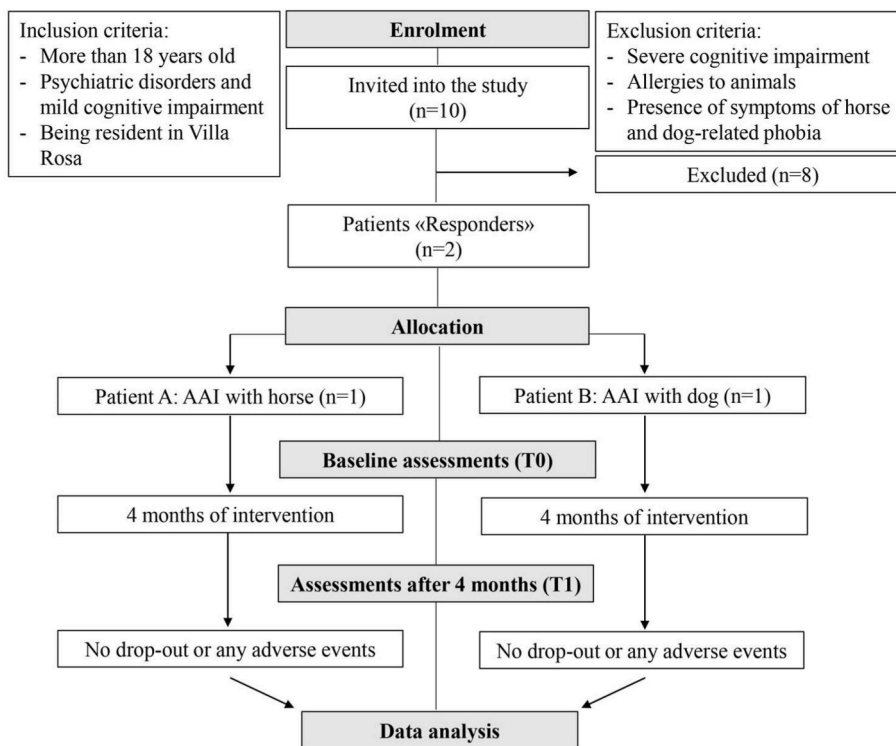 Inclusion criteria:
- More than 18 years old
- Psychiatric disorders and
mild cognitive impairment
- Being resident in Villa
Rosa
Enrolment
Invited into the study
(n=10)
Exclusion criteria:
- Severe cognitive impairment
- Allergies to animals
- Presence of symptoms of horse
and dog-related phobia
Excluded (n=8)
Patients «Responders»
(n=2)
Allocation
Patient A: AAI with horse (n=1)
Patient B: AAI with dog (n=1)
Baseline assessments (T0)
4 months of intervention
4 months of intervention
Assessments after 4 months (T1)
No drop-out or any adverse events
No drop-out or any adverse events
Data analysis